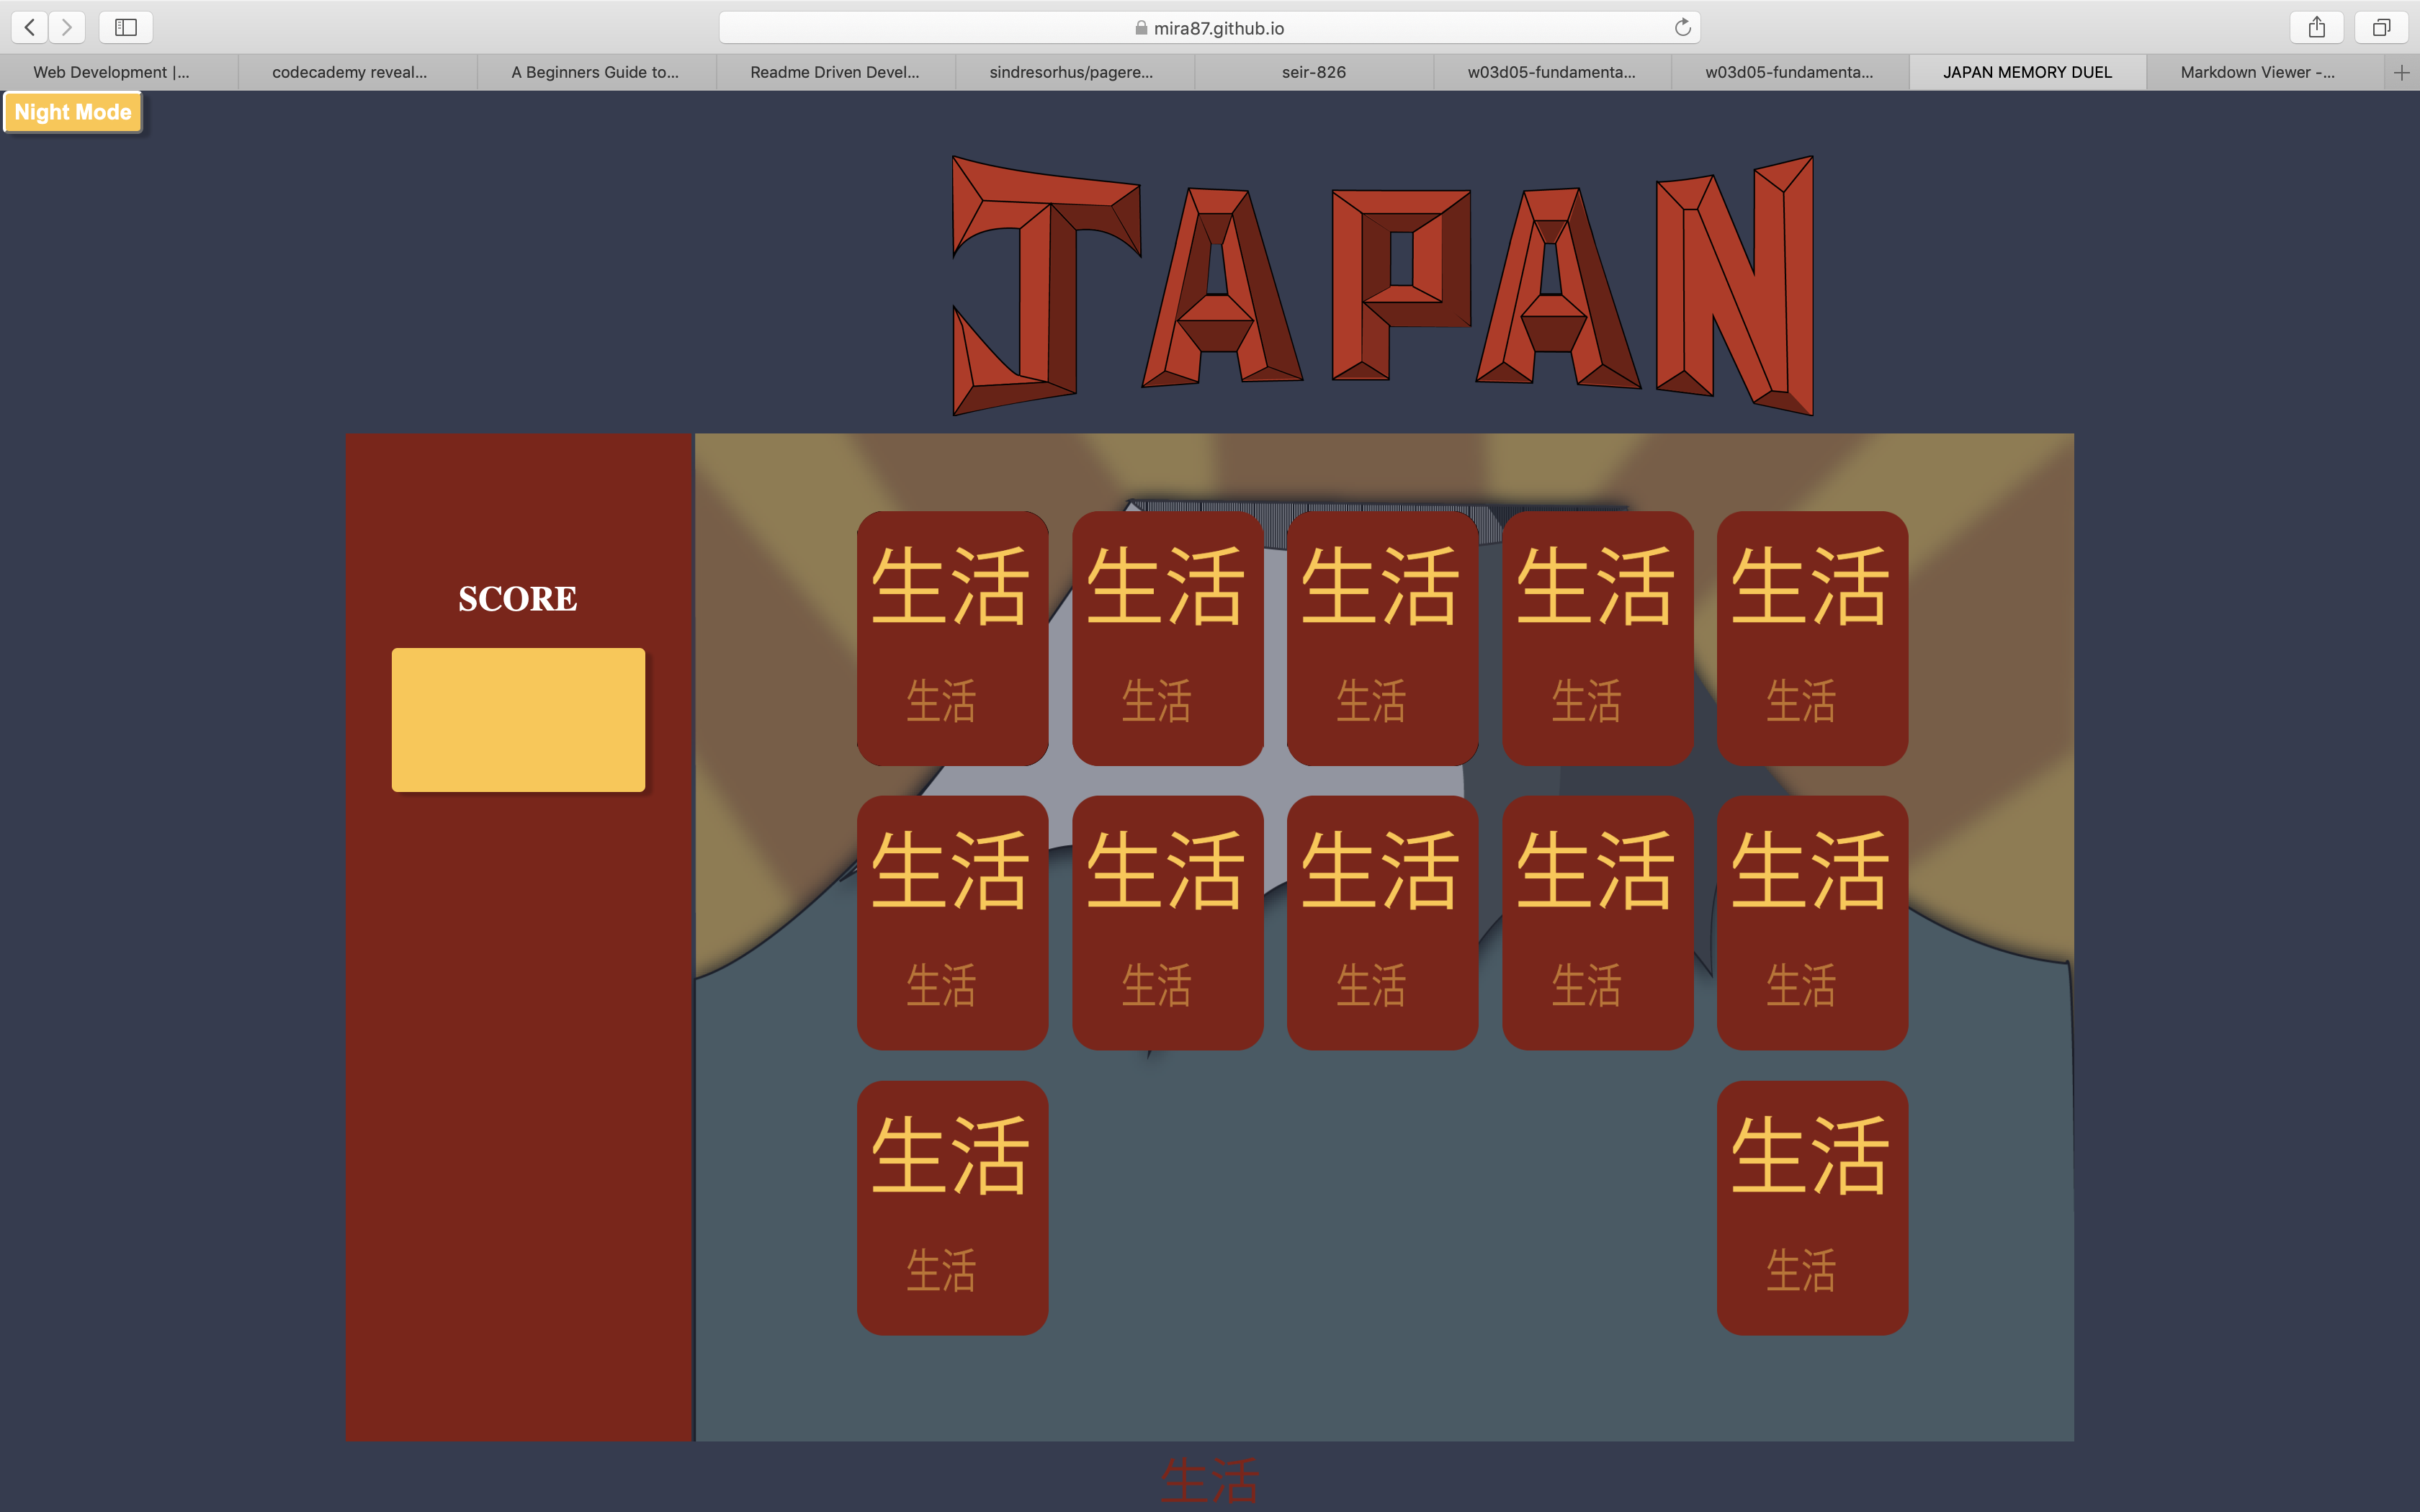 mira87.github.io
Web Development |...
codecademy reveal...
A Beginners Guide to...
Readme Driven Devel...
sindresorhus/pagere...
seir-826
w03d05-fundamenta...
w03d05-fundamenta...
JAPAN MEMORY DUEL
Markdown Viewer -...
Night Mode
JAPAN
SCORE
生活 生活 生活 生活 生活
生活 生活 生活 生活 生活
生活 生活 生活 生活 生活
生活 生活 生活 生活 生活
生活 生活
生活 生活
生活